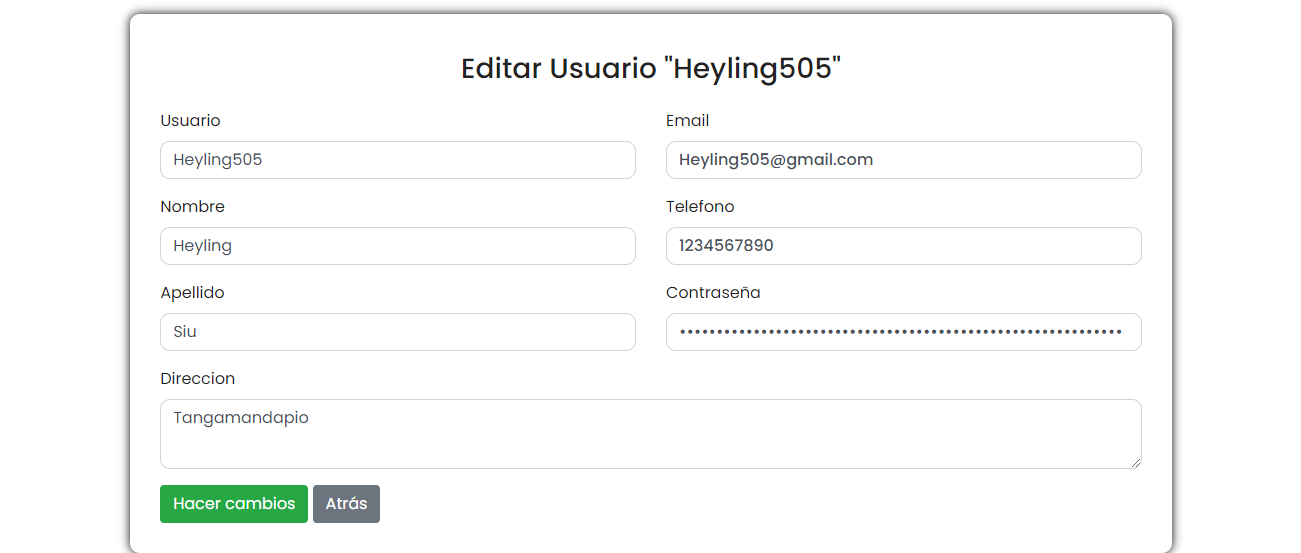 Editar Usuario "Heyling505"
Usuario
Email
Heyling505
Heyling505@gmail.com
Nombre
Telefono
Heyling
1234567890
Apellido
Contraseña
Siu
••••••••••••••••••••••••••••••••••••••••••••••••••••••••••••
Direccion
Tangamandapio
Hacer cambios
Atrás